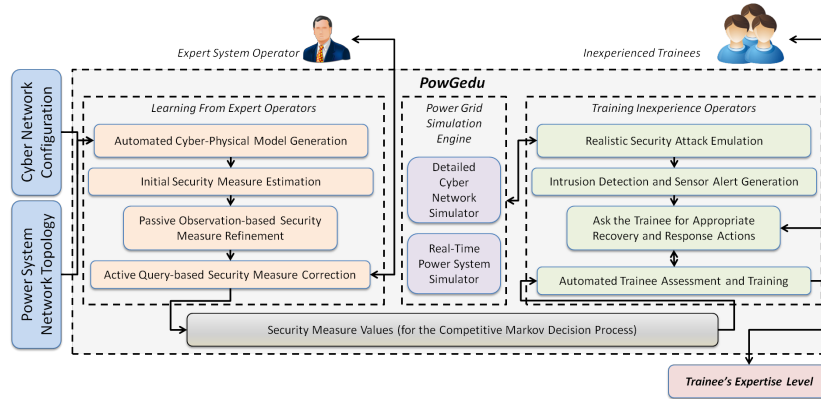 Expert System Operator
Inexperienced Trainees
Cyber Network
Configuration
Power System
Network Topology
PowGedu
Learning From Expert Operators
Automated Cyber-Physical Model Generation
Initial Security Measure Estimation
Passive Observation-based Security
Measure Refinement
Active Query-based Security Measure Correction
Power Grid
Simulation
Engine
Detailed
Cyber
Network
Simulator
Real-Time
Power System
Simulator
Training Inexperience Operators
Realistic Security Attack Emulation
Intrusion Detection and Sensor Alert Generation
Ask the Trainee for Appropriate
Recovery and Response Actions
Automated Trainee Assessment and Training
Security Measure Values (for the Competitive Markov Decision Process)
Trainee's Expertise Level